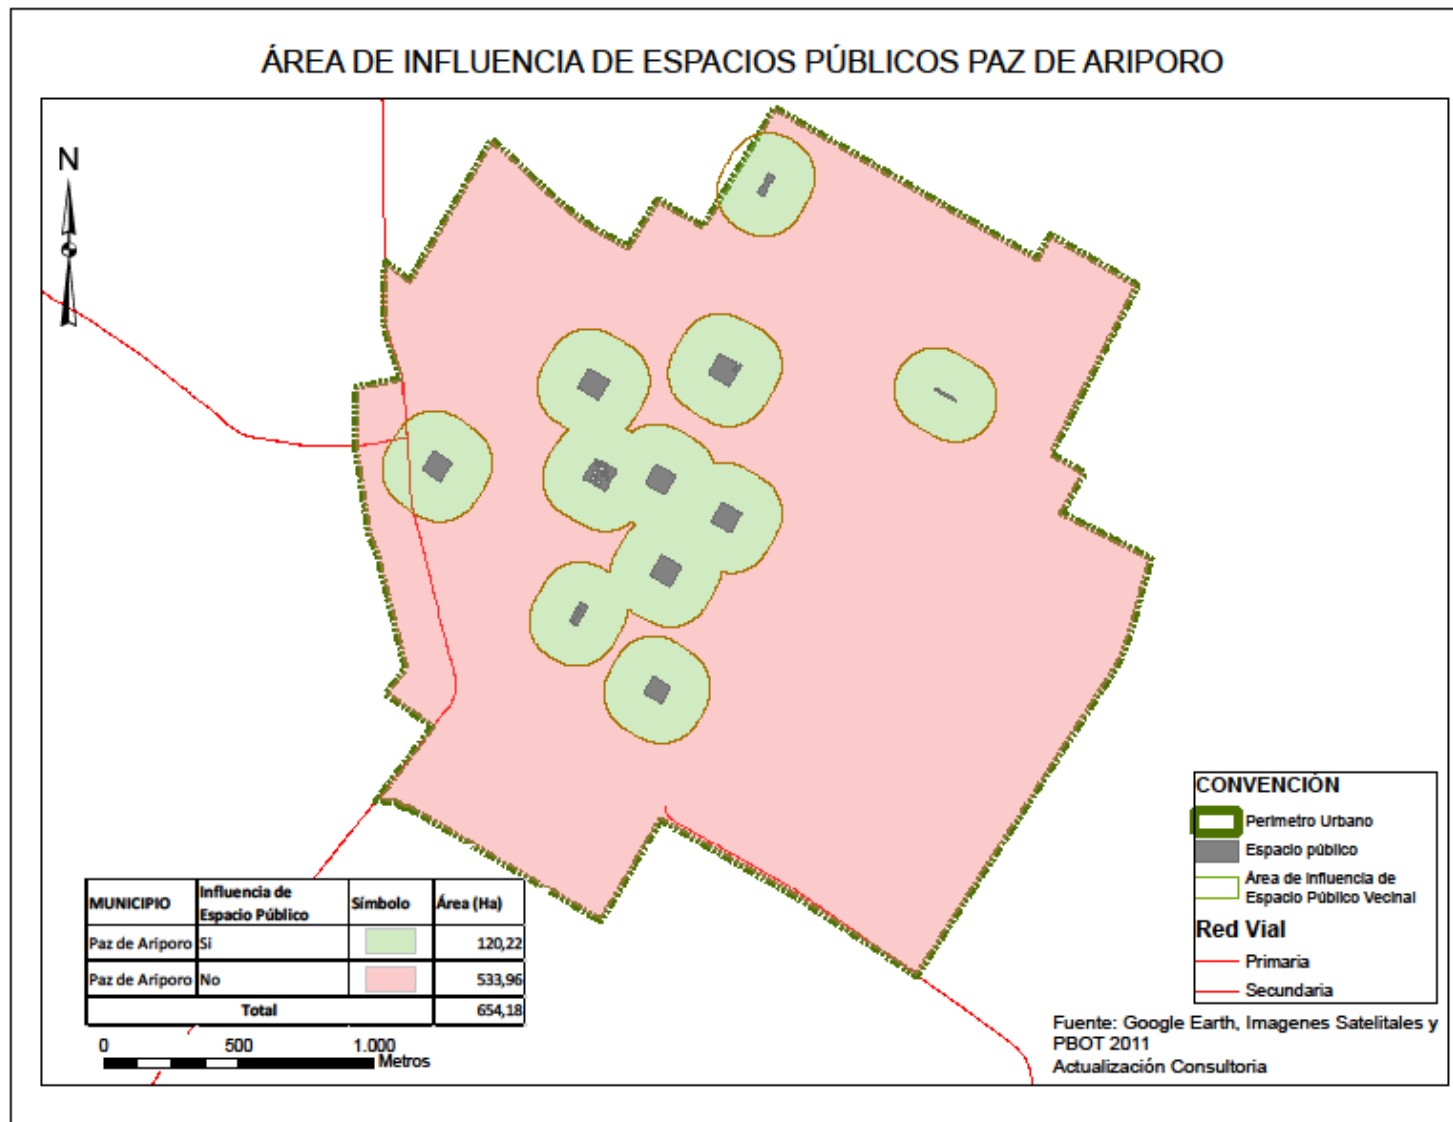 ÁREA DE INFLUENCIA DE ESPACIOS PÚBLICOS PAZ DE ARIPORO
N
CONVENCIÓN
Perimetro Urbano
Espacio público
Área de Influencia de
Espacio Público Vecinal
Red Vial
Primaria
Secundaria
MUNICIPIO Influencia de Espacio Público Símbolo Área (Ha)
Paz de Ariporo Si 120,22
Paz de Ariporo No 533,96
Total 654,18
0 500 1.000
Metros
Fuente: Google Earth, Imagenes Satelitales y
PBOT 2011
Actualización Consultoria